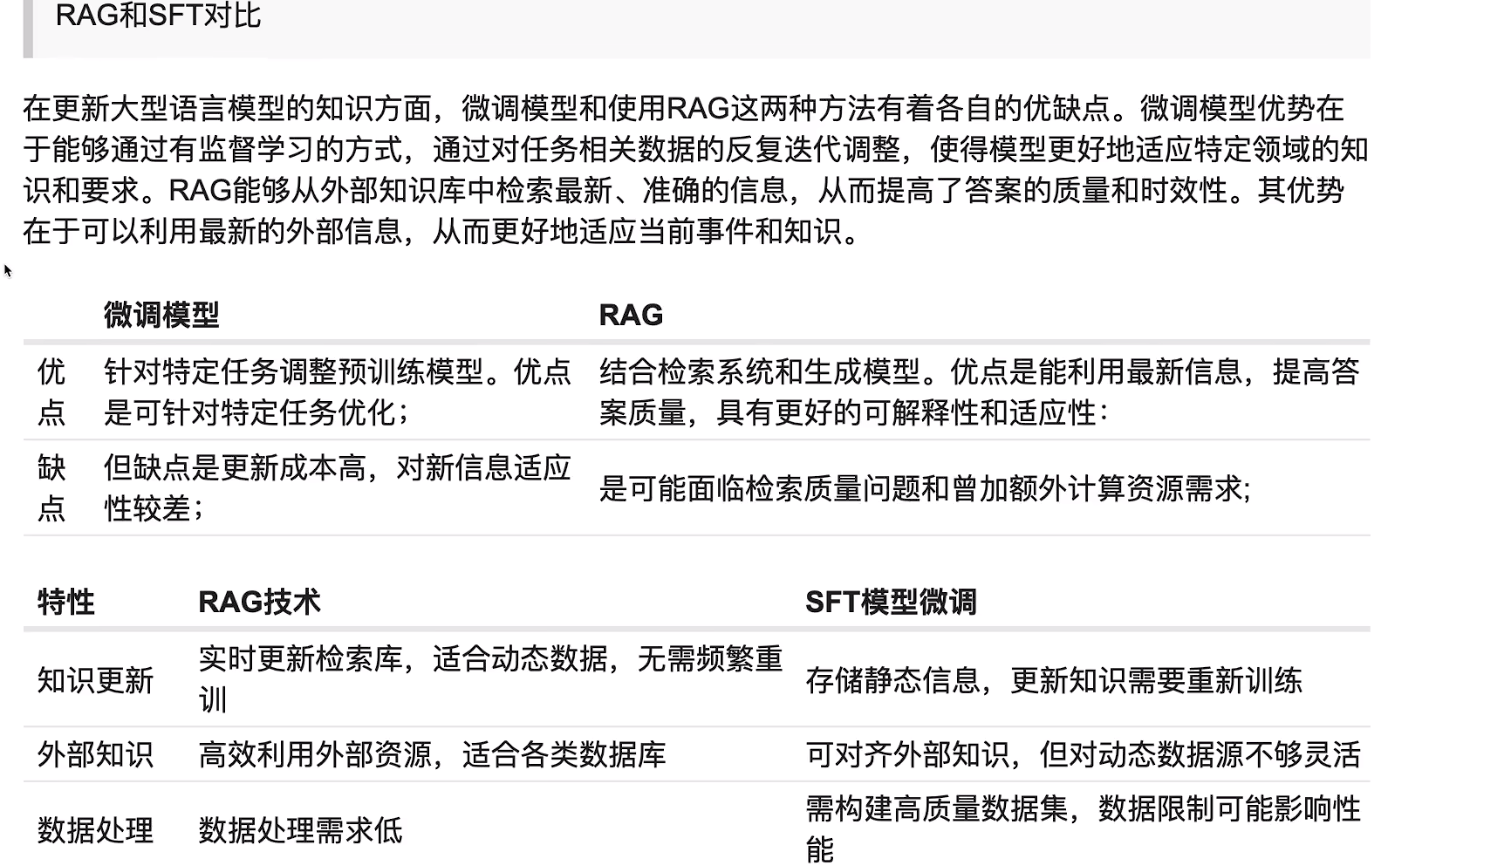 RAG和SFT对比
在更新大型语言模型的知识方面，微调模型和使用RAG这两种方法有着各自的优缺点。微调模型优势在
于能够通过有监督学习的方式，通过对任务相关数据的反复迭代调整，使得模型更好地适应特定领域的知
识和要求。RAG能够从外部知识库中检索最新、准确的信息，从而提高了答案的质量和时效性。其优势
在于可以利用最新的外部信息，从而更好地适应当前事件和知识。
微调模型 RAG
优点 针对特定任务调整预训练模型。优点是可针对特定任务优化； 结合检索系统和生成模型。优点是能利用最新信息，提高答案质量，具有更好的可解释性和适应性：
缺点 但缺点是更新成本高，对新信息适应性较差； 是可能面临检索质量问题和曾加额外计算资源需求;
特性 RAG技术 SFT模型微调
知识更新 实时更新检索库，适合动态数据，无需频繁重训 存储静态信息，更新知识需要重新训练
外部知识 高效利用外部资源，适合各类数据库 可对齐外部知识，但对动态数据源不够灵活
数据处理 数据处理需求低 需构建高质量数据集，数据限制可能影响性能